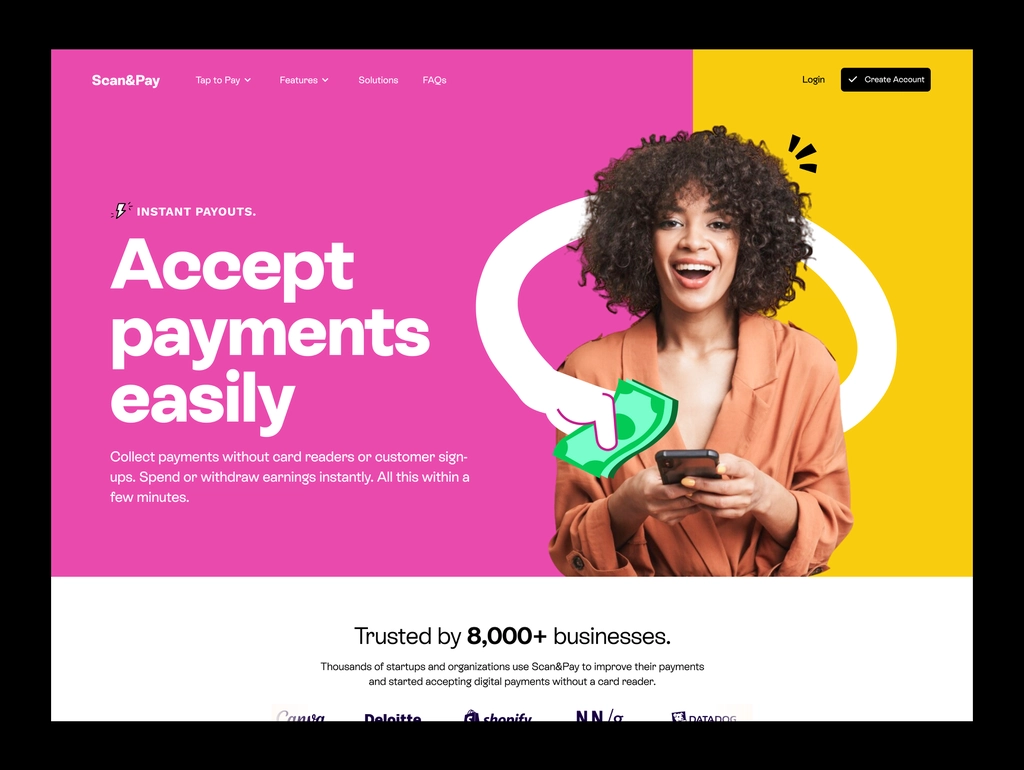 Scan&Pay
Tap to Pay
Features
Solutions
FAQs
Login
Create Account
INSTANT PAYOUTS.
Accept
payments
easily
Collect payments without card readers or customer sign-
ups. Spend or withdraw earnings instantly. All this within a
few minutes.
Trusted by 8,000+ businesses.
Thousands of startups and organizations use Scan&Pay to improve their payments
and started accepting digital payments without a card reader.
Canva
Deloitte
shopify
NN/g
DATADOG